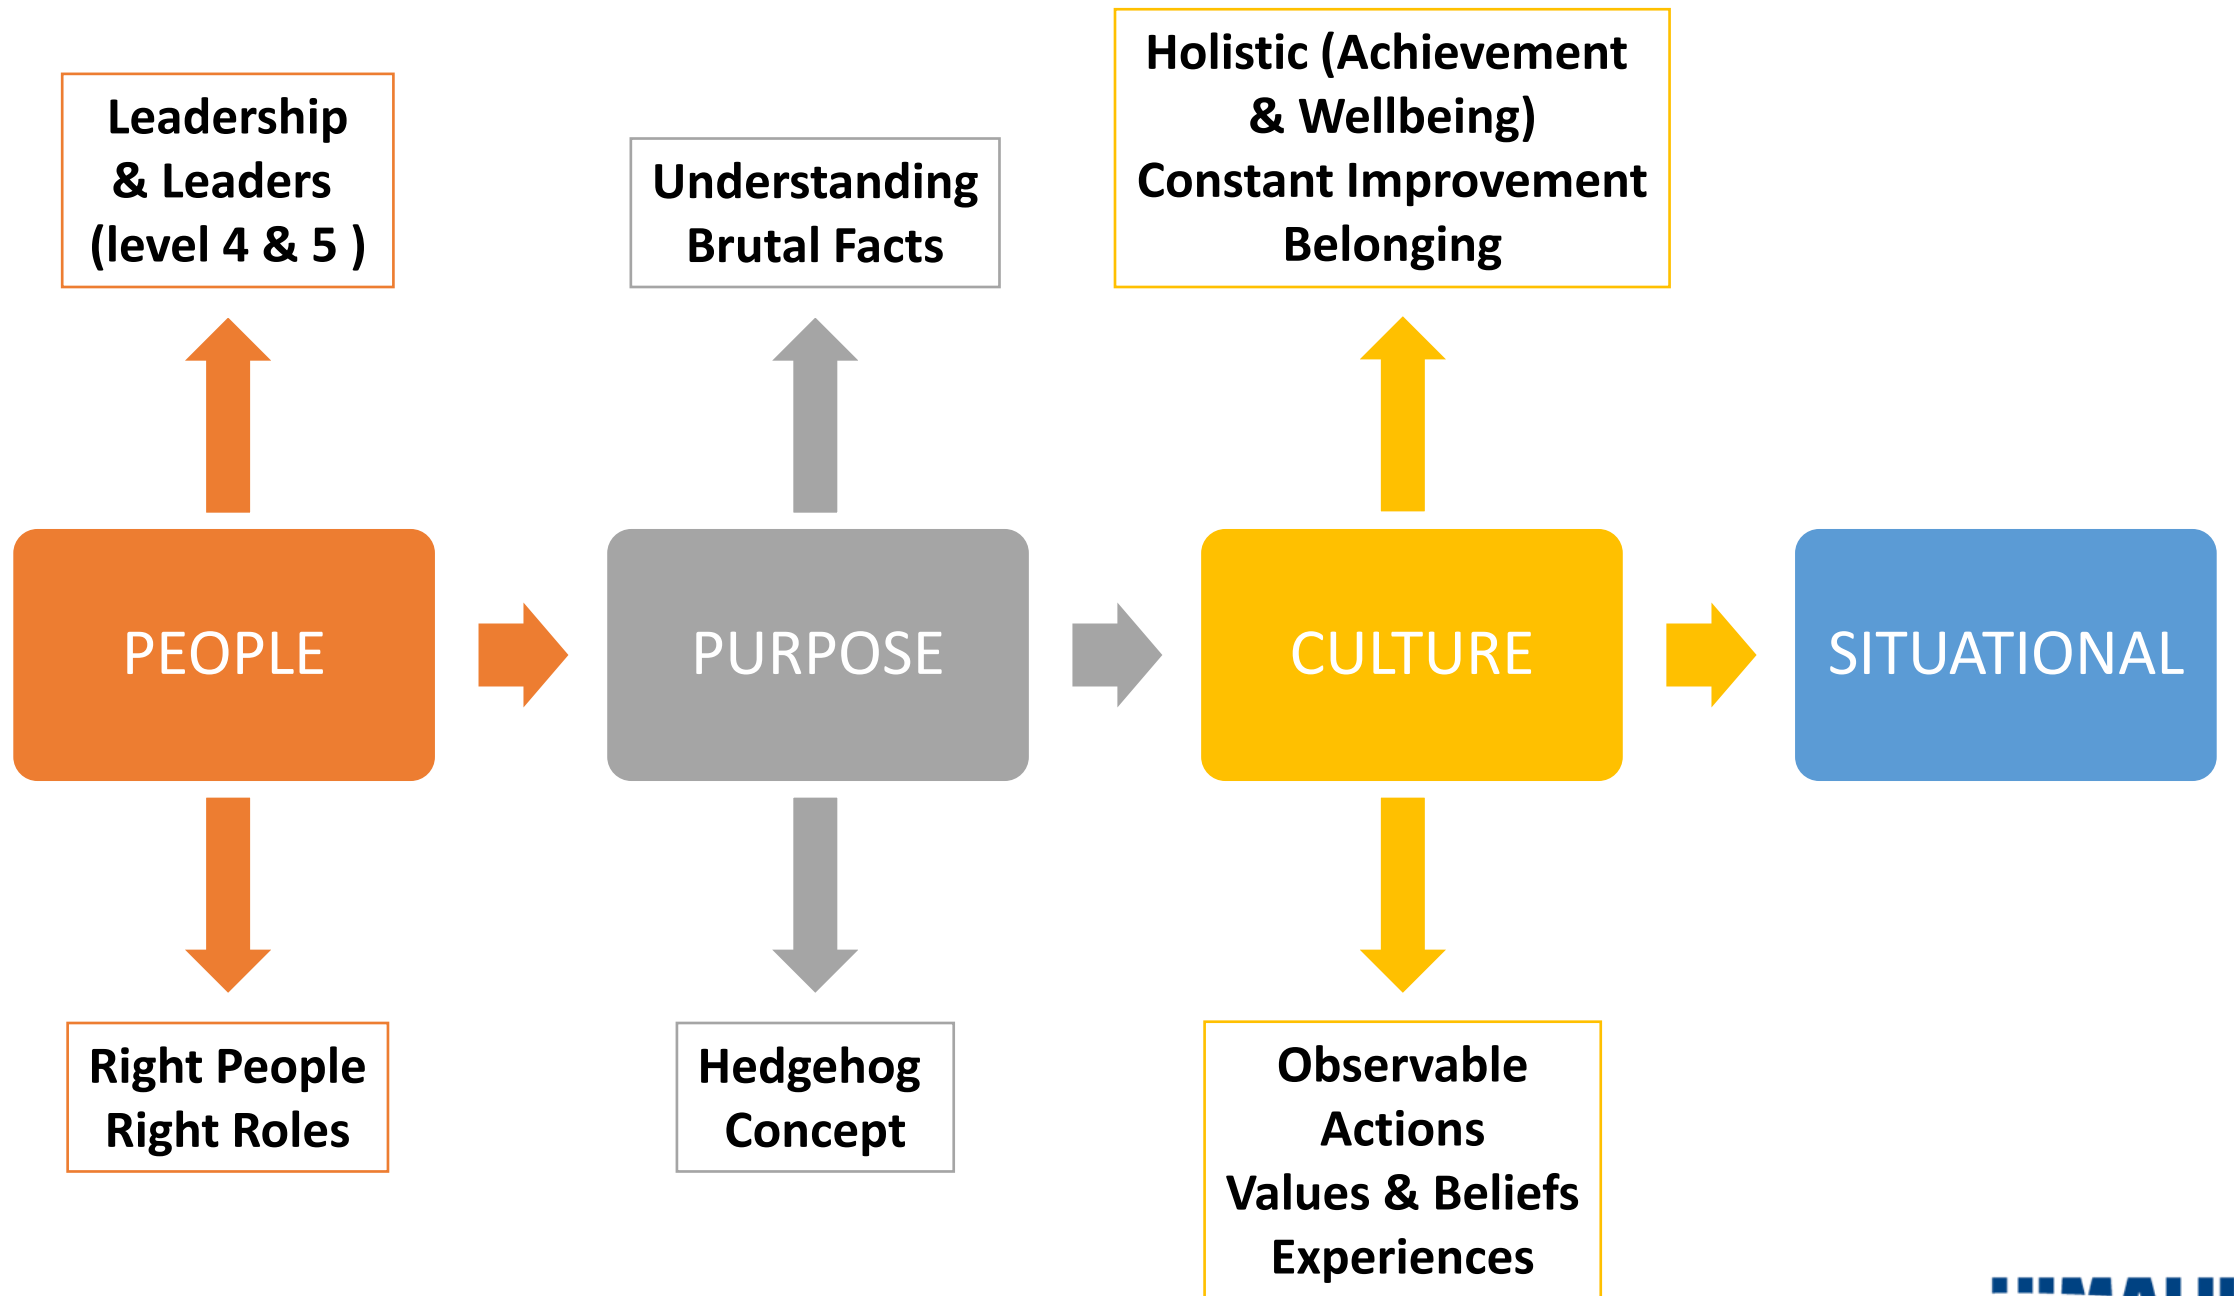 Leadership
& Leaders
(level 4 & 5 )
Understanding
Brutal Facts
Holistic (Achievement
& Wellbeing)
Constant Improvement
Belonging
PEOPLE
PURPOSE
CULTURE
SITUATIONAL
Right People
Right Roles
Hedgehog
Concept
Observable
Actions
Values & Beliefs
Experiences